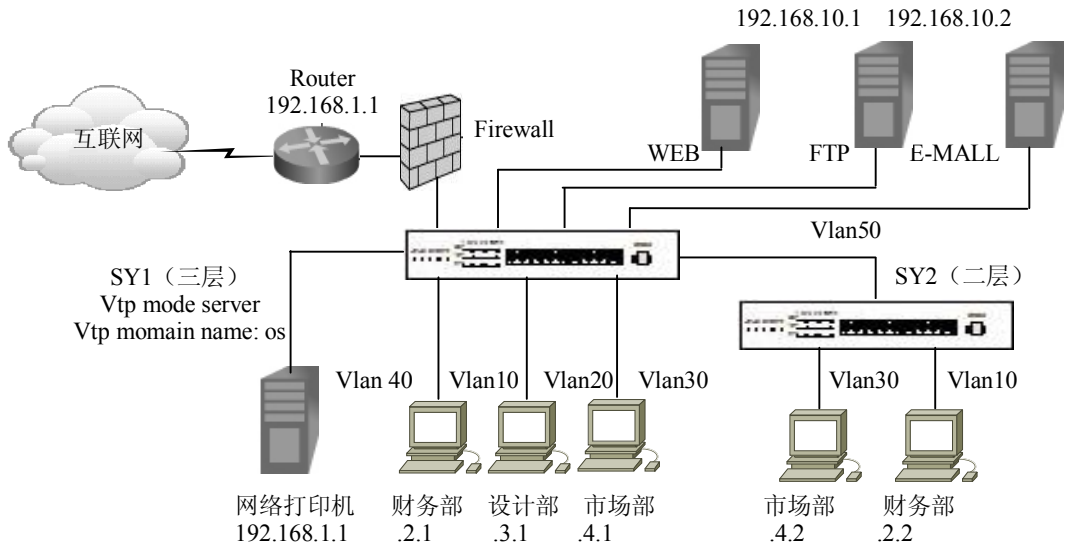 192.168.10.1 192.168.10.2
Router
192.168.1.1
互联网
Firewall
WEB FTP E-MALL
Vlan50
SY1（三层）
Vtp mode server
Vtp momain name: os
SY2（二层）
Vlan 40 Vlan10 Vlan20 Vlan30
Vlan30 Vlan10
网络打印机
192.168.1.1
财务部
.2.1
设计部
.3.1
市场部
.4.1
市场部
.4.2
财务部
.2.2